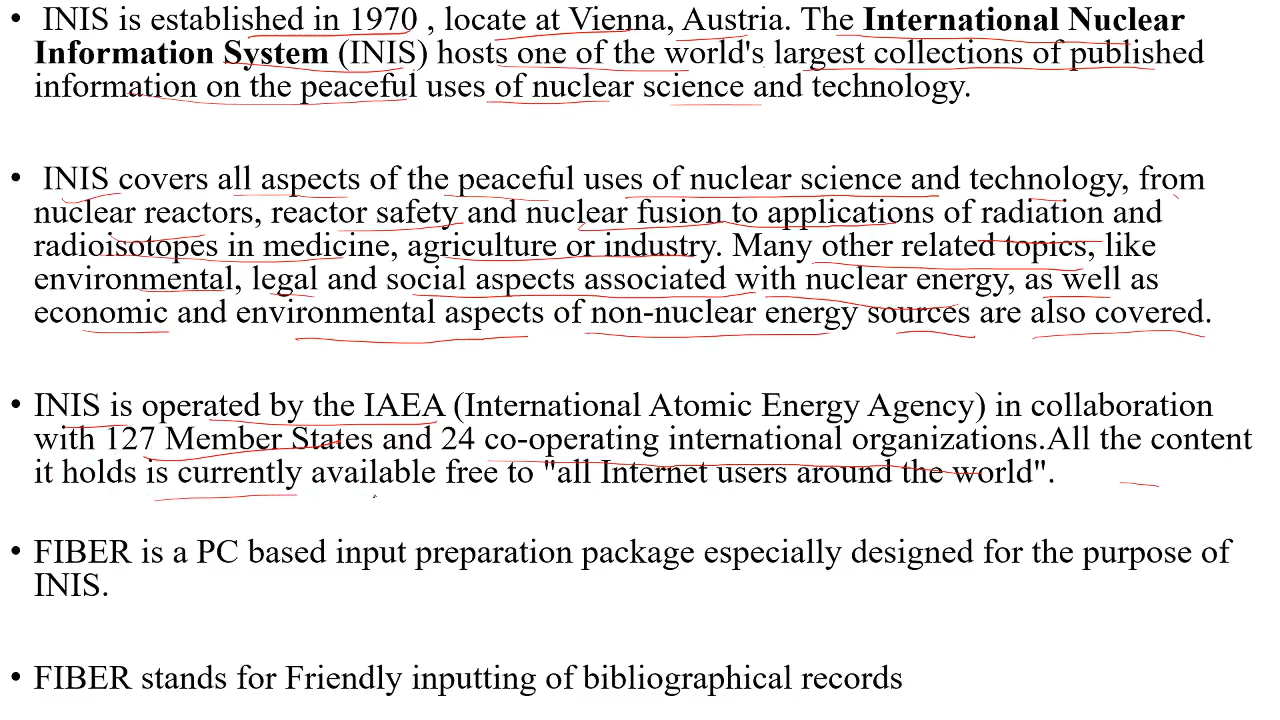 • INIS is established in 1970 , locate at Vienna, Austria. The International Nuclear
Information System (INIS) hosts one of the world's largest collections of published
information on the peaceful uses of nuclear science and technology.
• INIS covers all aspects of the peaceful uses of nuclear science and technology, from
nuclear reactors, reactor safety and nuclear fusion to applications of radiation and
radioisotopes in medicine, agriculture or industry. Many other related topics, like
environmental, legal and social aspects associated with nuclear energy, as well as
economic and environmental aspects of non-nuclear energy sources are also covered.
• INIS is operated by the IAEA (International Atomic Energy Agency) in collaboration
with 127 Member States and 24 co-operating international organizations.All the content
it holds is currently available free to "all Internet users around the world".
• FIBER is a PC based input preparation package especially designed for the purpose of
INIS.
• FIBER stands for Friendly inputting of bibliographical records